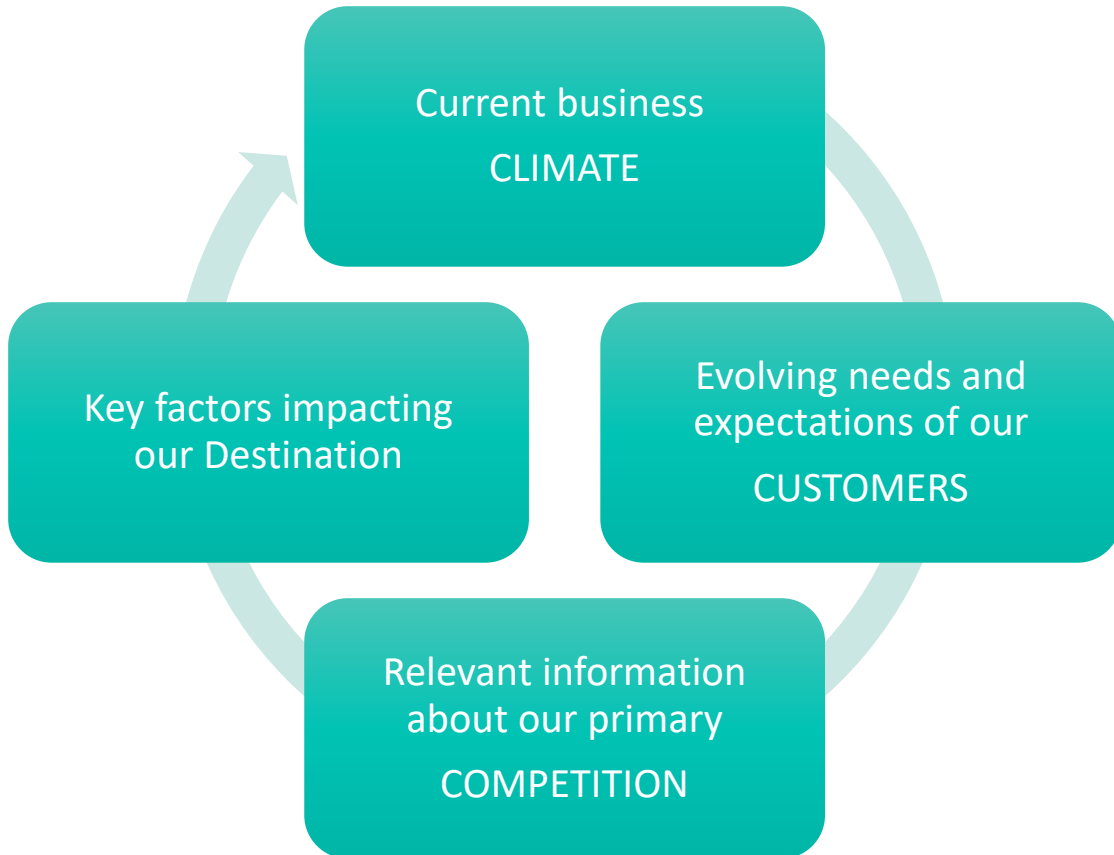 Current business
CLIMATE
Evolving needs and
expectations of our
CUSTOMERS
Relevant information
about our primary
COMPETITION
Key factors impacting
our Destination